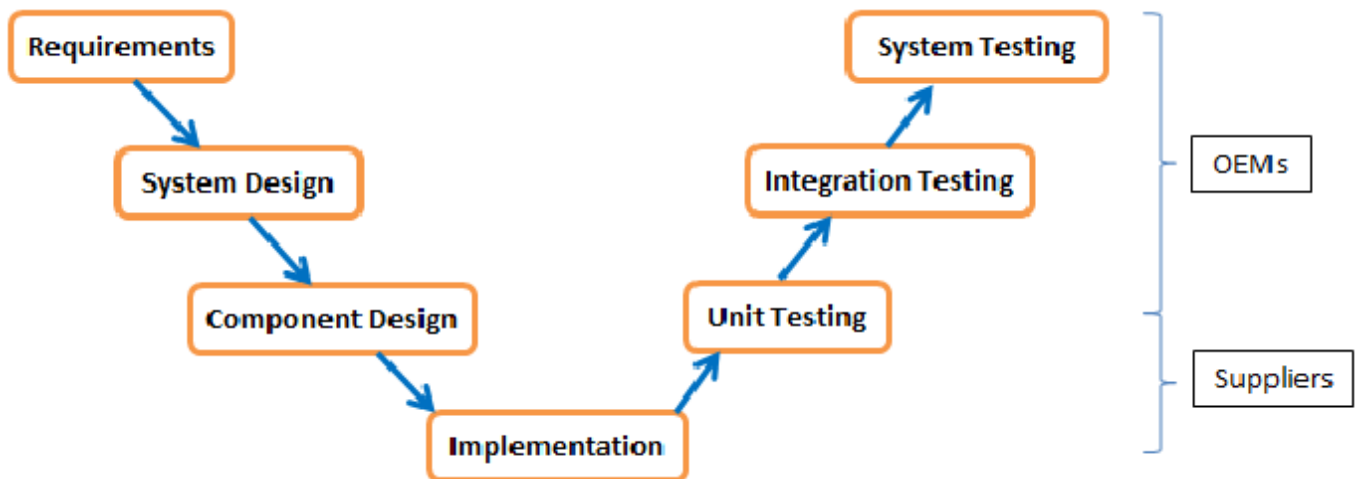 Requirements
System Testing
System Design
Integration Testing
OEMs
Component Design
Unit Testing
Suppliers
Implementation